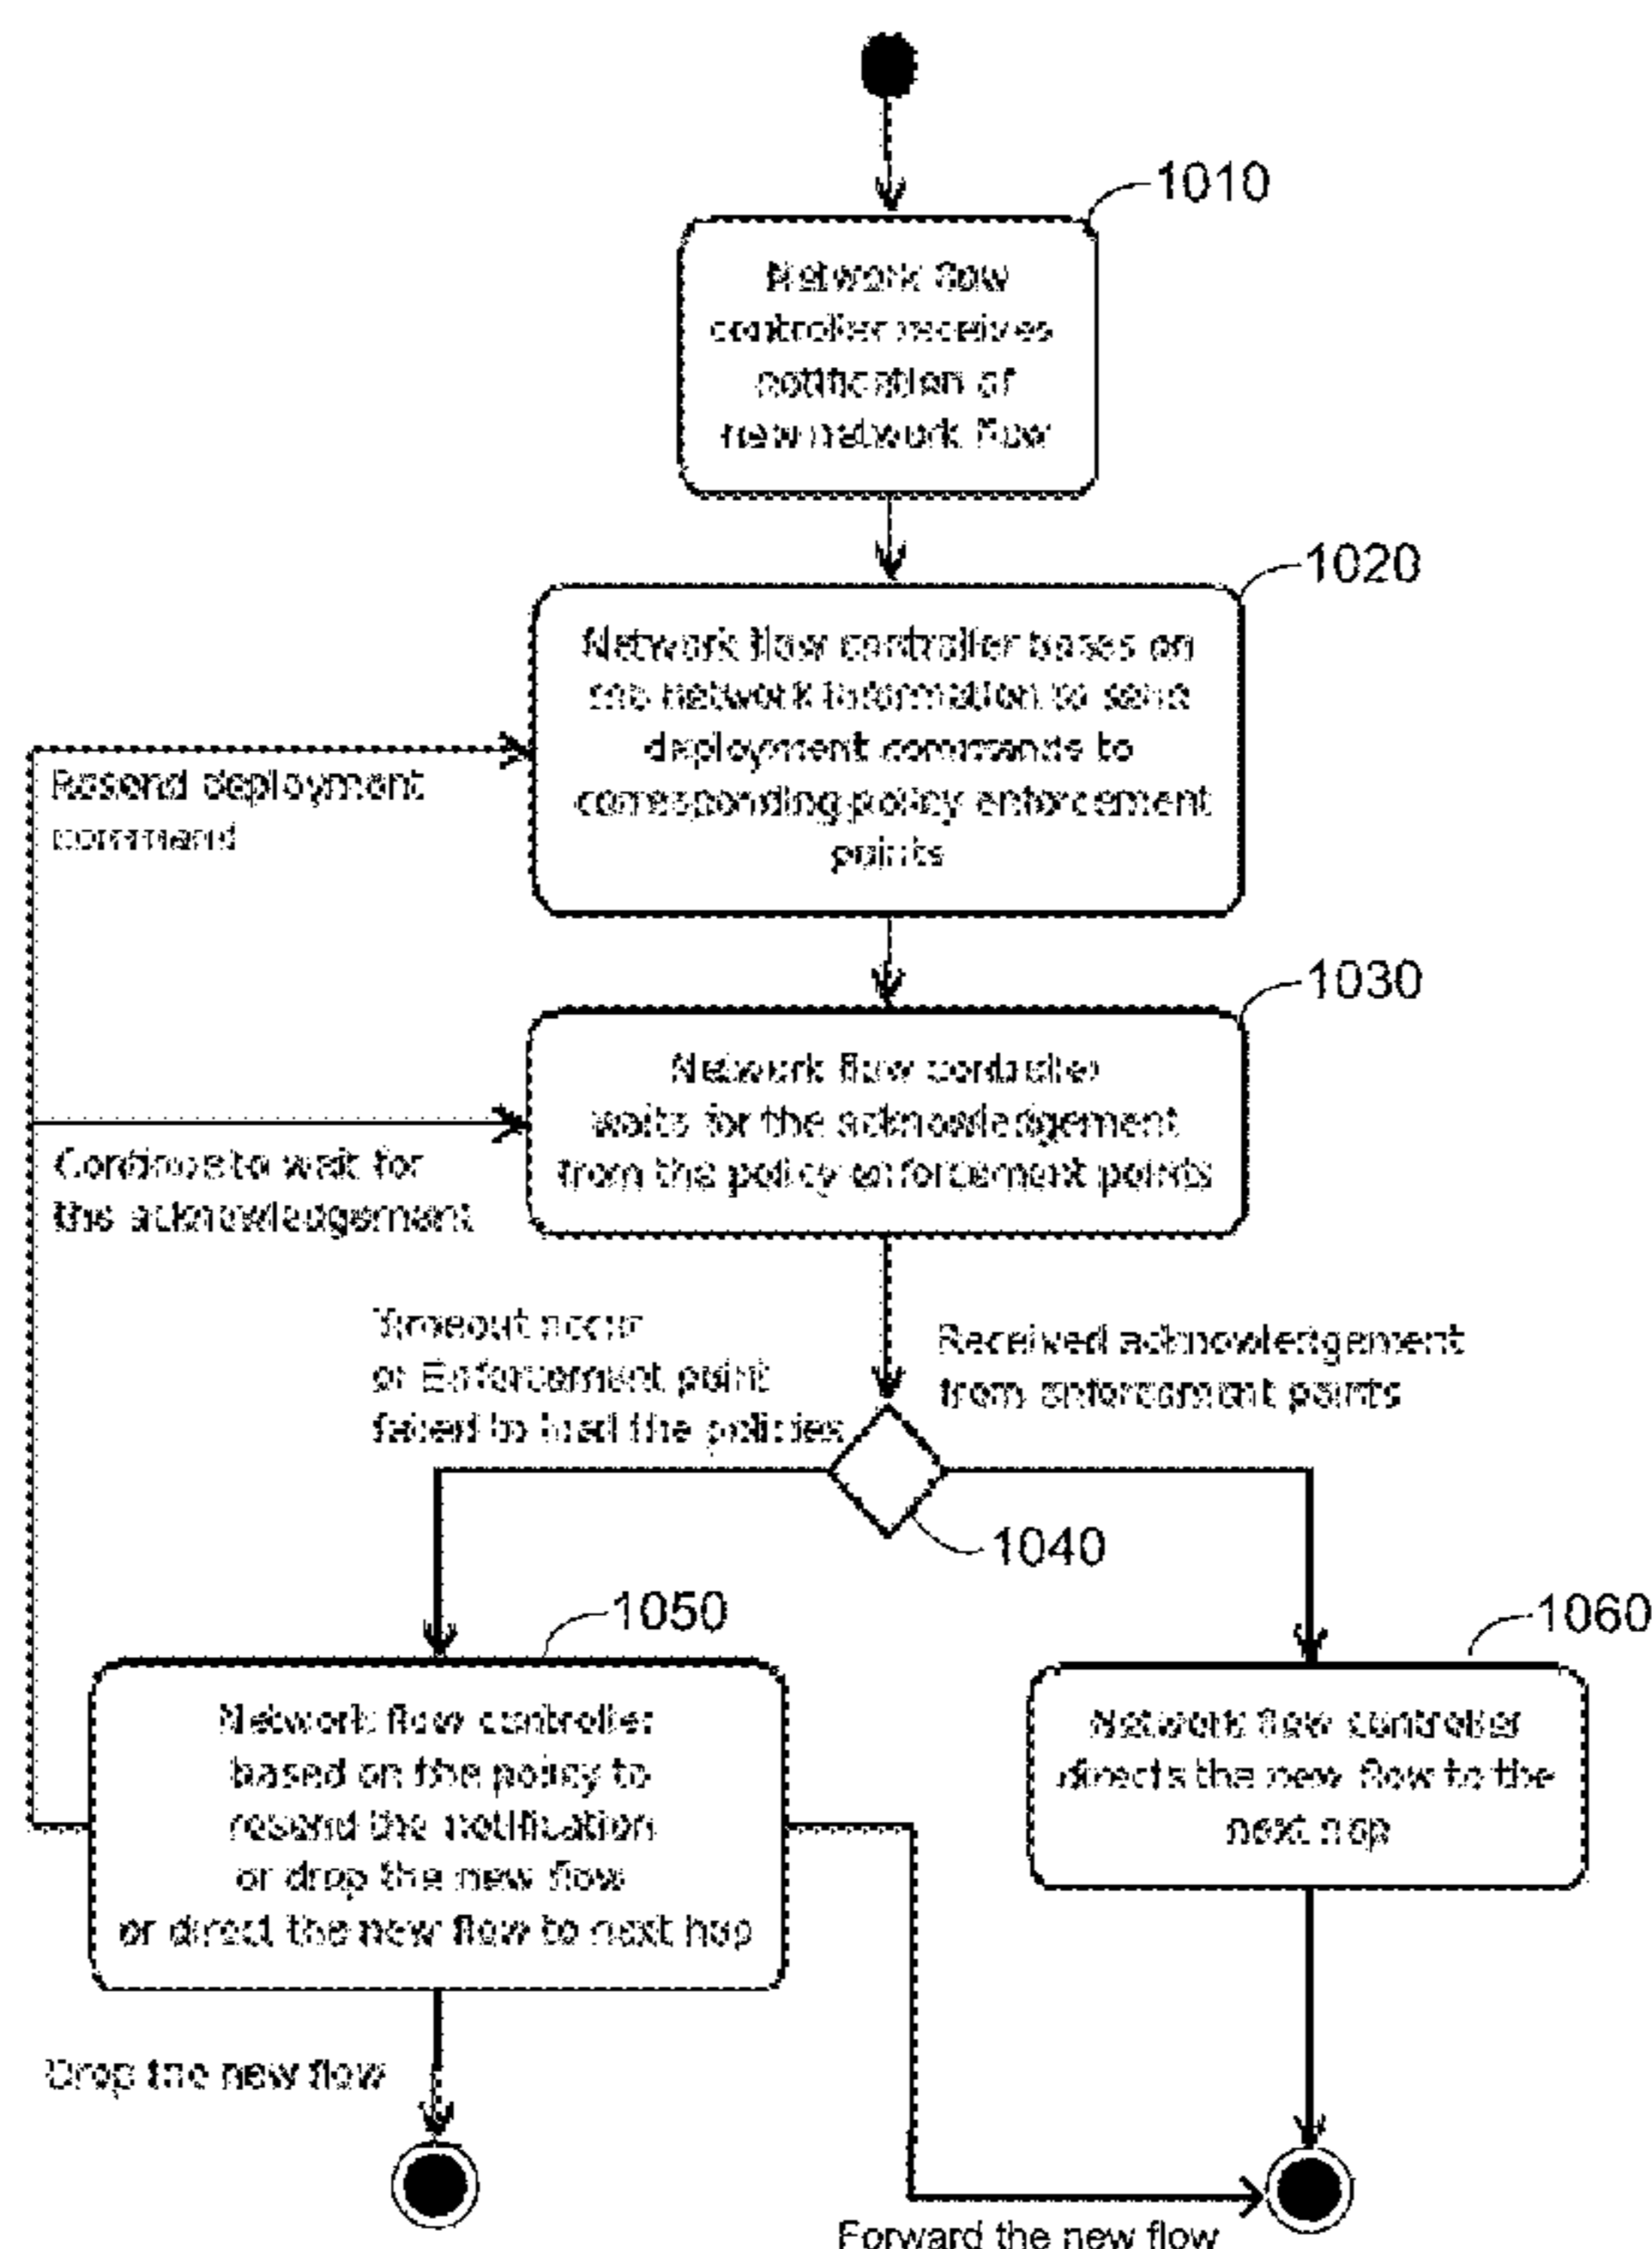 1010
Network flow
controller receives
notification of
new network flow
1020
Network flow controller bases on
the network information to send
deployment commands to
corresponding policy enforcement
points
Resend deployment
command
1030
Network flow controller
waits for the acknowledgement
from the policy enforcement points
Continue to wait for
the acknowledgement
Timeout occur
or Enforcement point
failed to load the policies
Received acknowledgement
from enforcement points
1040
1050
Network flow controller
based on the policy to
resend the notification
or drop the new flow
or direct the new flow to next hop
1060
Network flow controller
directs the new flow to the
next hop
Drop the new flow
Forward the new flow